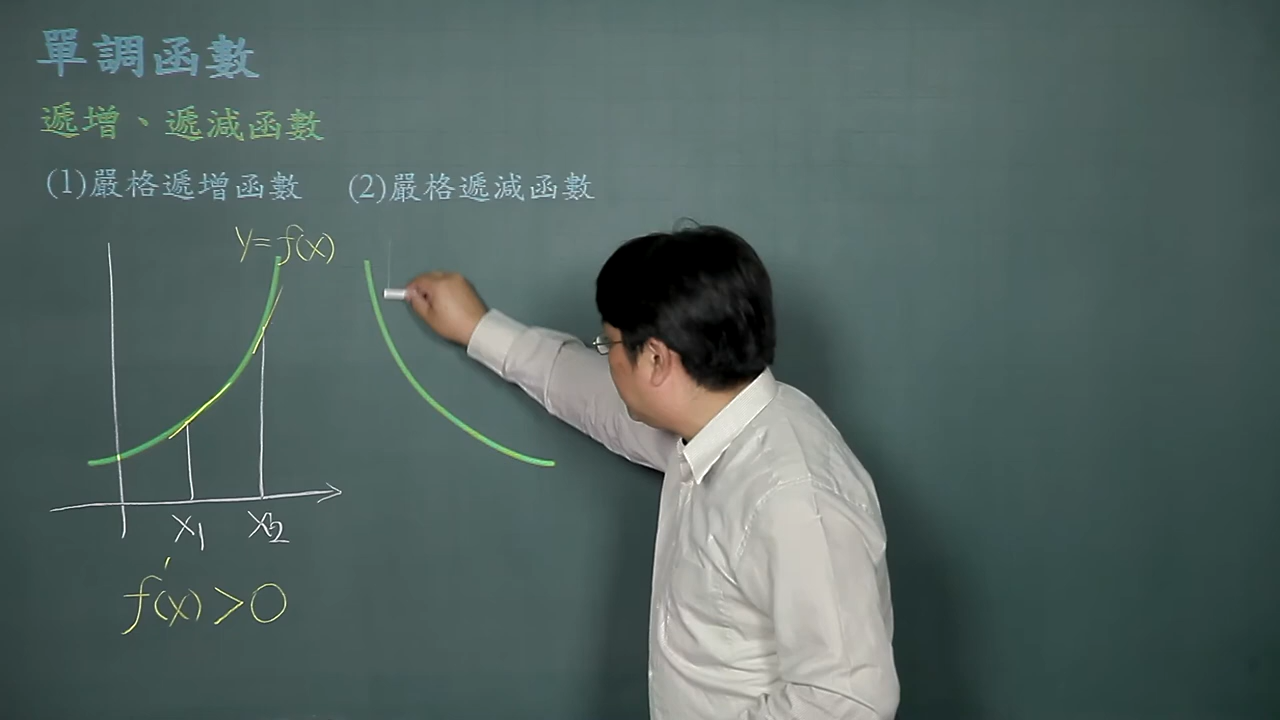 單調函數
遞增、遞減函數
(1)嚴格遞增函數 (2)嚴格遞減函數
y=f(x)
x1 x2
f'(x)>0